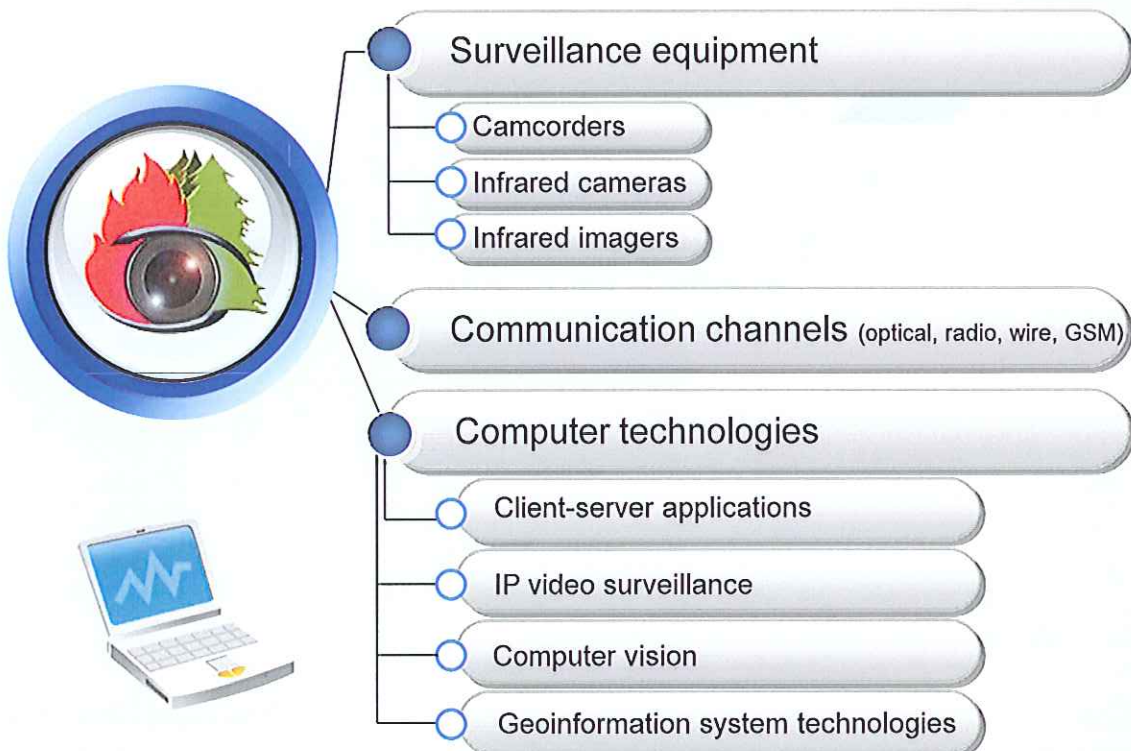 Surveillance equipment
Camcorders
Infrared cameras
Infrared imagers
Communication channels (optical, radio, wire, GSM)
Computer technologies
Client-server applications
IP video surveillance
Computer vision
Geoinformation system technologies